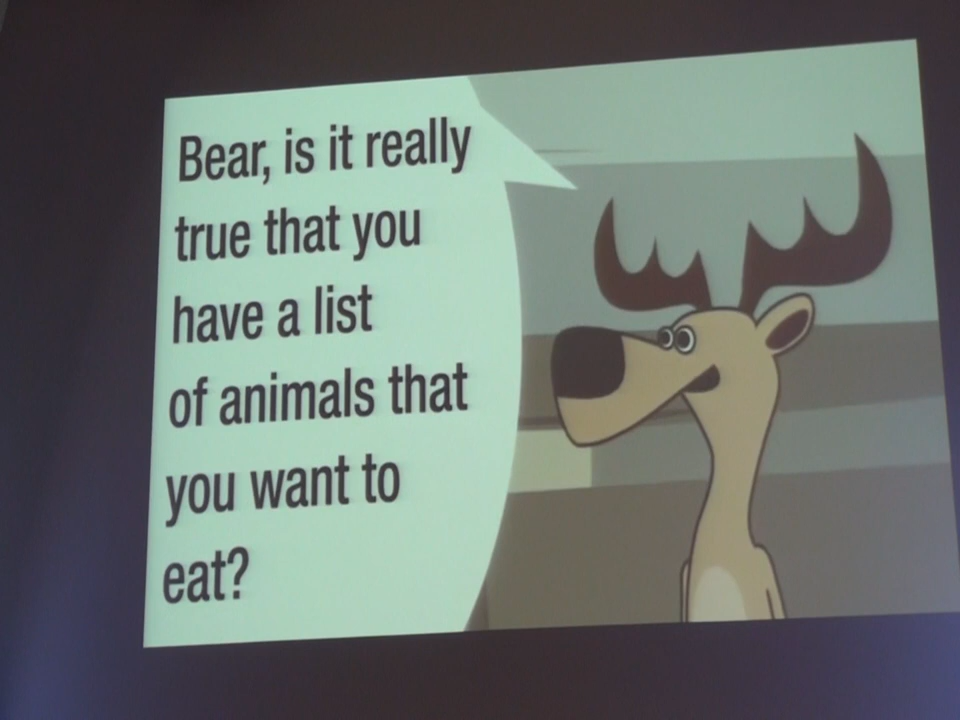 Bear, is it really
true that you
have a list
of animals that
you want to
eat?